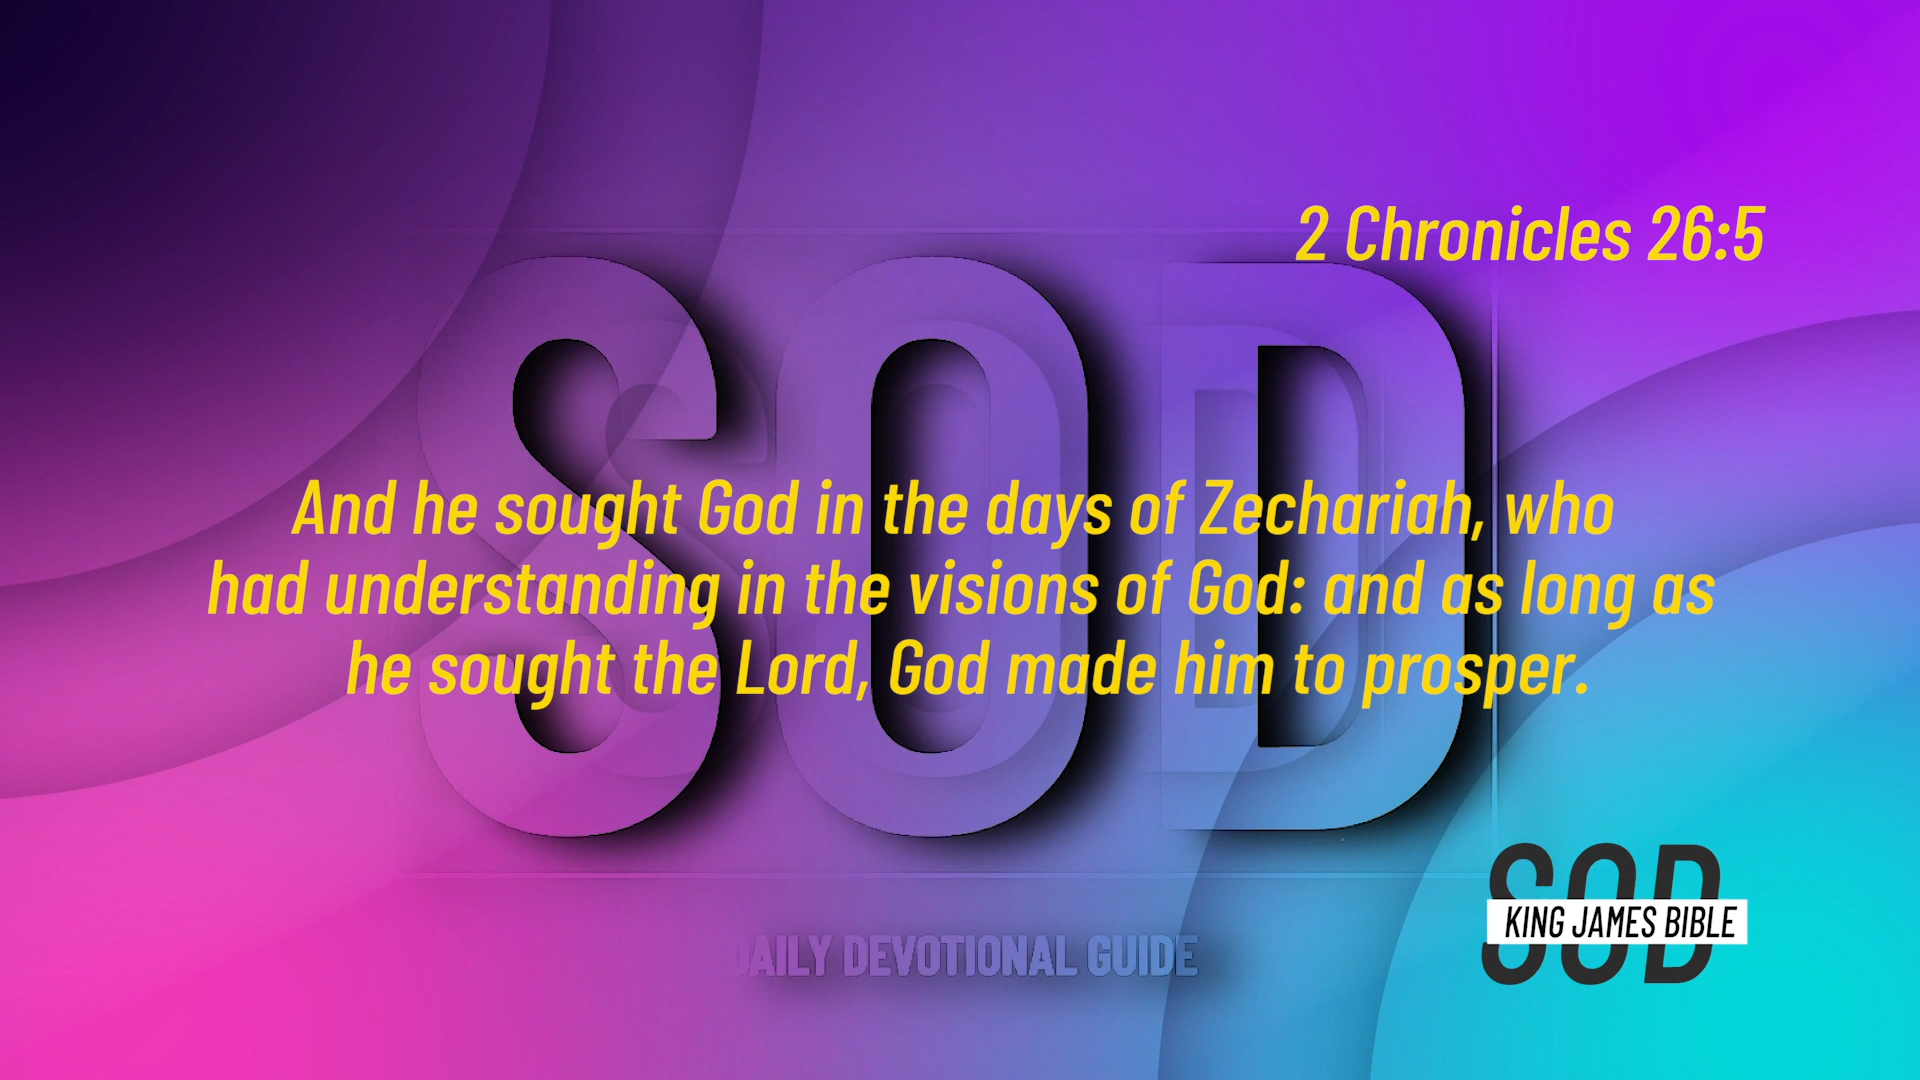 2 Chronicles 26:5
SOD
And he sought God in the days of Zechariah, who
had understanding in the visions of God: and as long as
he sought the Lord, God made him to prosper.
DAILY DEVOTIONAL GUIDE
SOD
KING JAMES BIBLE